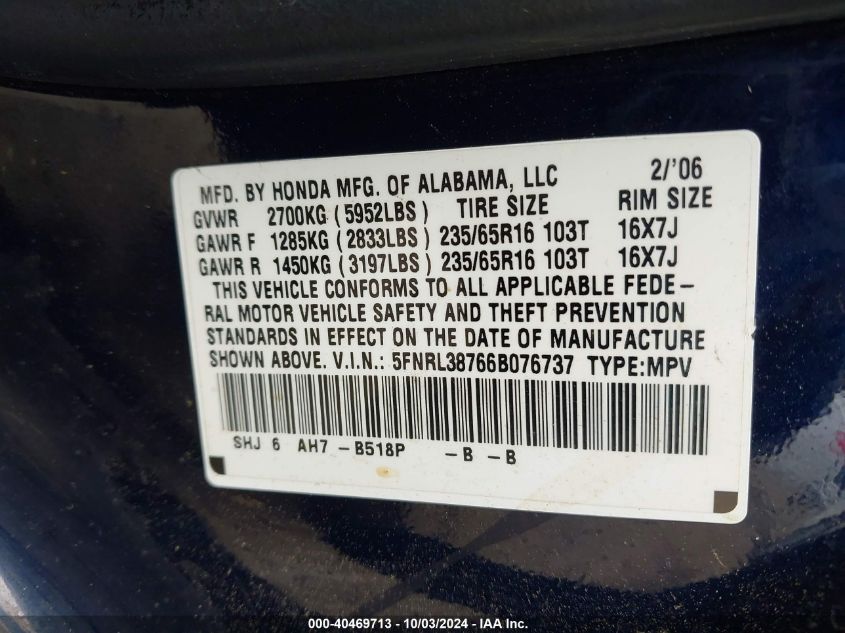 MFD. BY HONDA MFG. OF ALABAMA, LLC 2/'06
GVWR 2700KG (5952LBS) TIRE SIZE RIM SIZE
GAWR F 1285KG (2833LBS) 235/65R16 103T 16X7J
GAWR R 1450KG (3197LBS) 235/65R16 103T 16X7J
THIS VEHICLE CONFORMS TO ALL APPLICABLE FEDE-
RAL MOTOR VEHICLE SAFETY AND THEFT PREVENTION
STANDARDS IN EFFECT ON THE DATE OF MANUFACTURE
SHOWN ABOVE. V.I.N.: 5FNRL38766B076737 TYPE:MPV
SHJ 6 AH7 -B518P -B -B
000-40469713 - 10/03/2024 - IAA Inc.